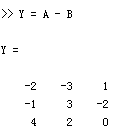 >> Y = A - B
Y =
-2 -3 1
-1 3 -2
4 2 0